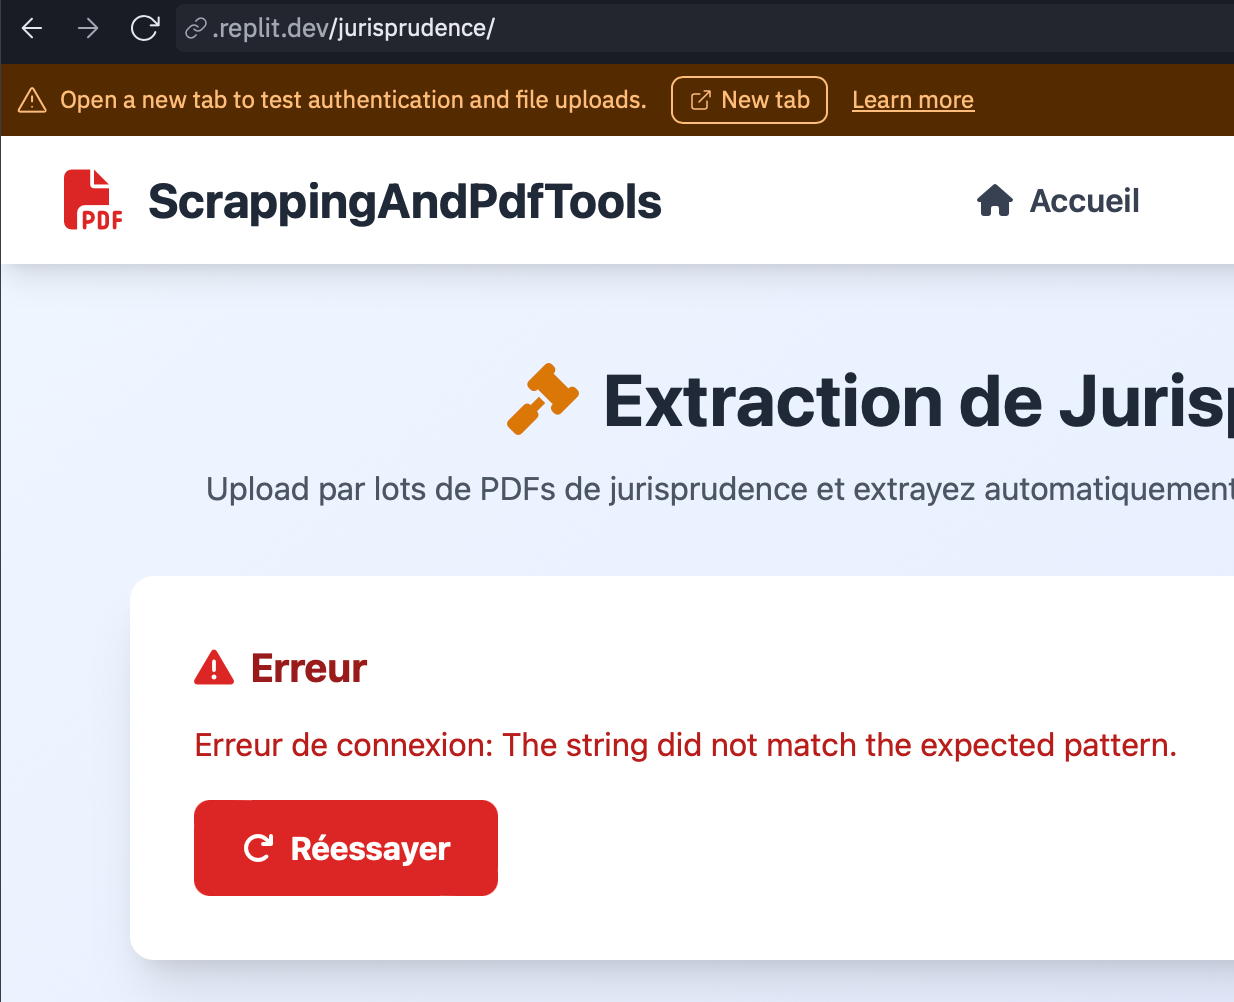 .replit.dev/jurisprudence/
Open a new tab to test authentication and file uploads. New tab Learn more
PDF ScrappingAndPdfTools Accueil
Extraction de Juris
Upload par lots de PDFs de jurisprudence et extrayez automatiquement
Erreur
Erreur de connexion: The string did not match the expected pattern.
Réessayer